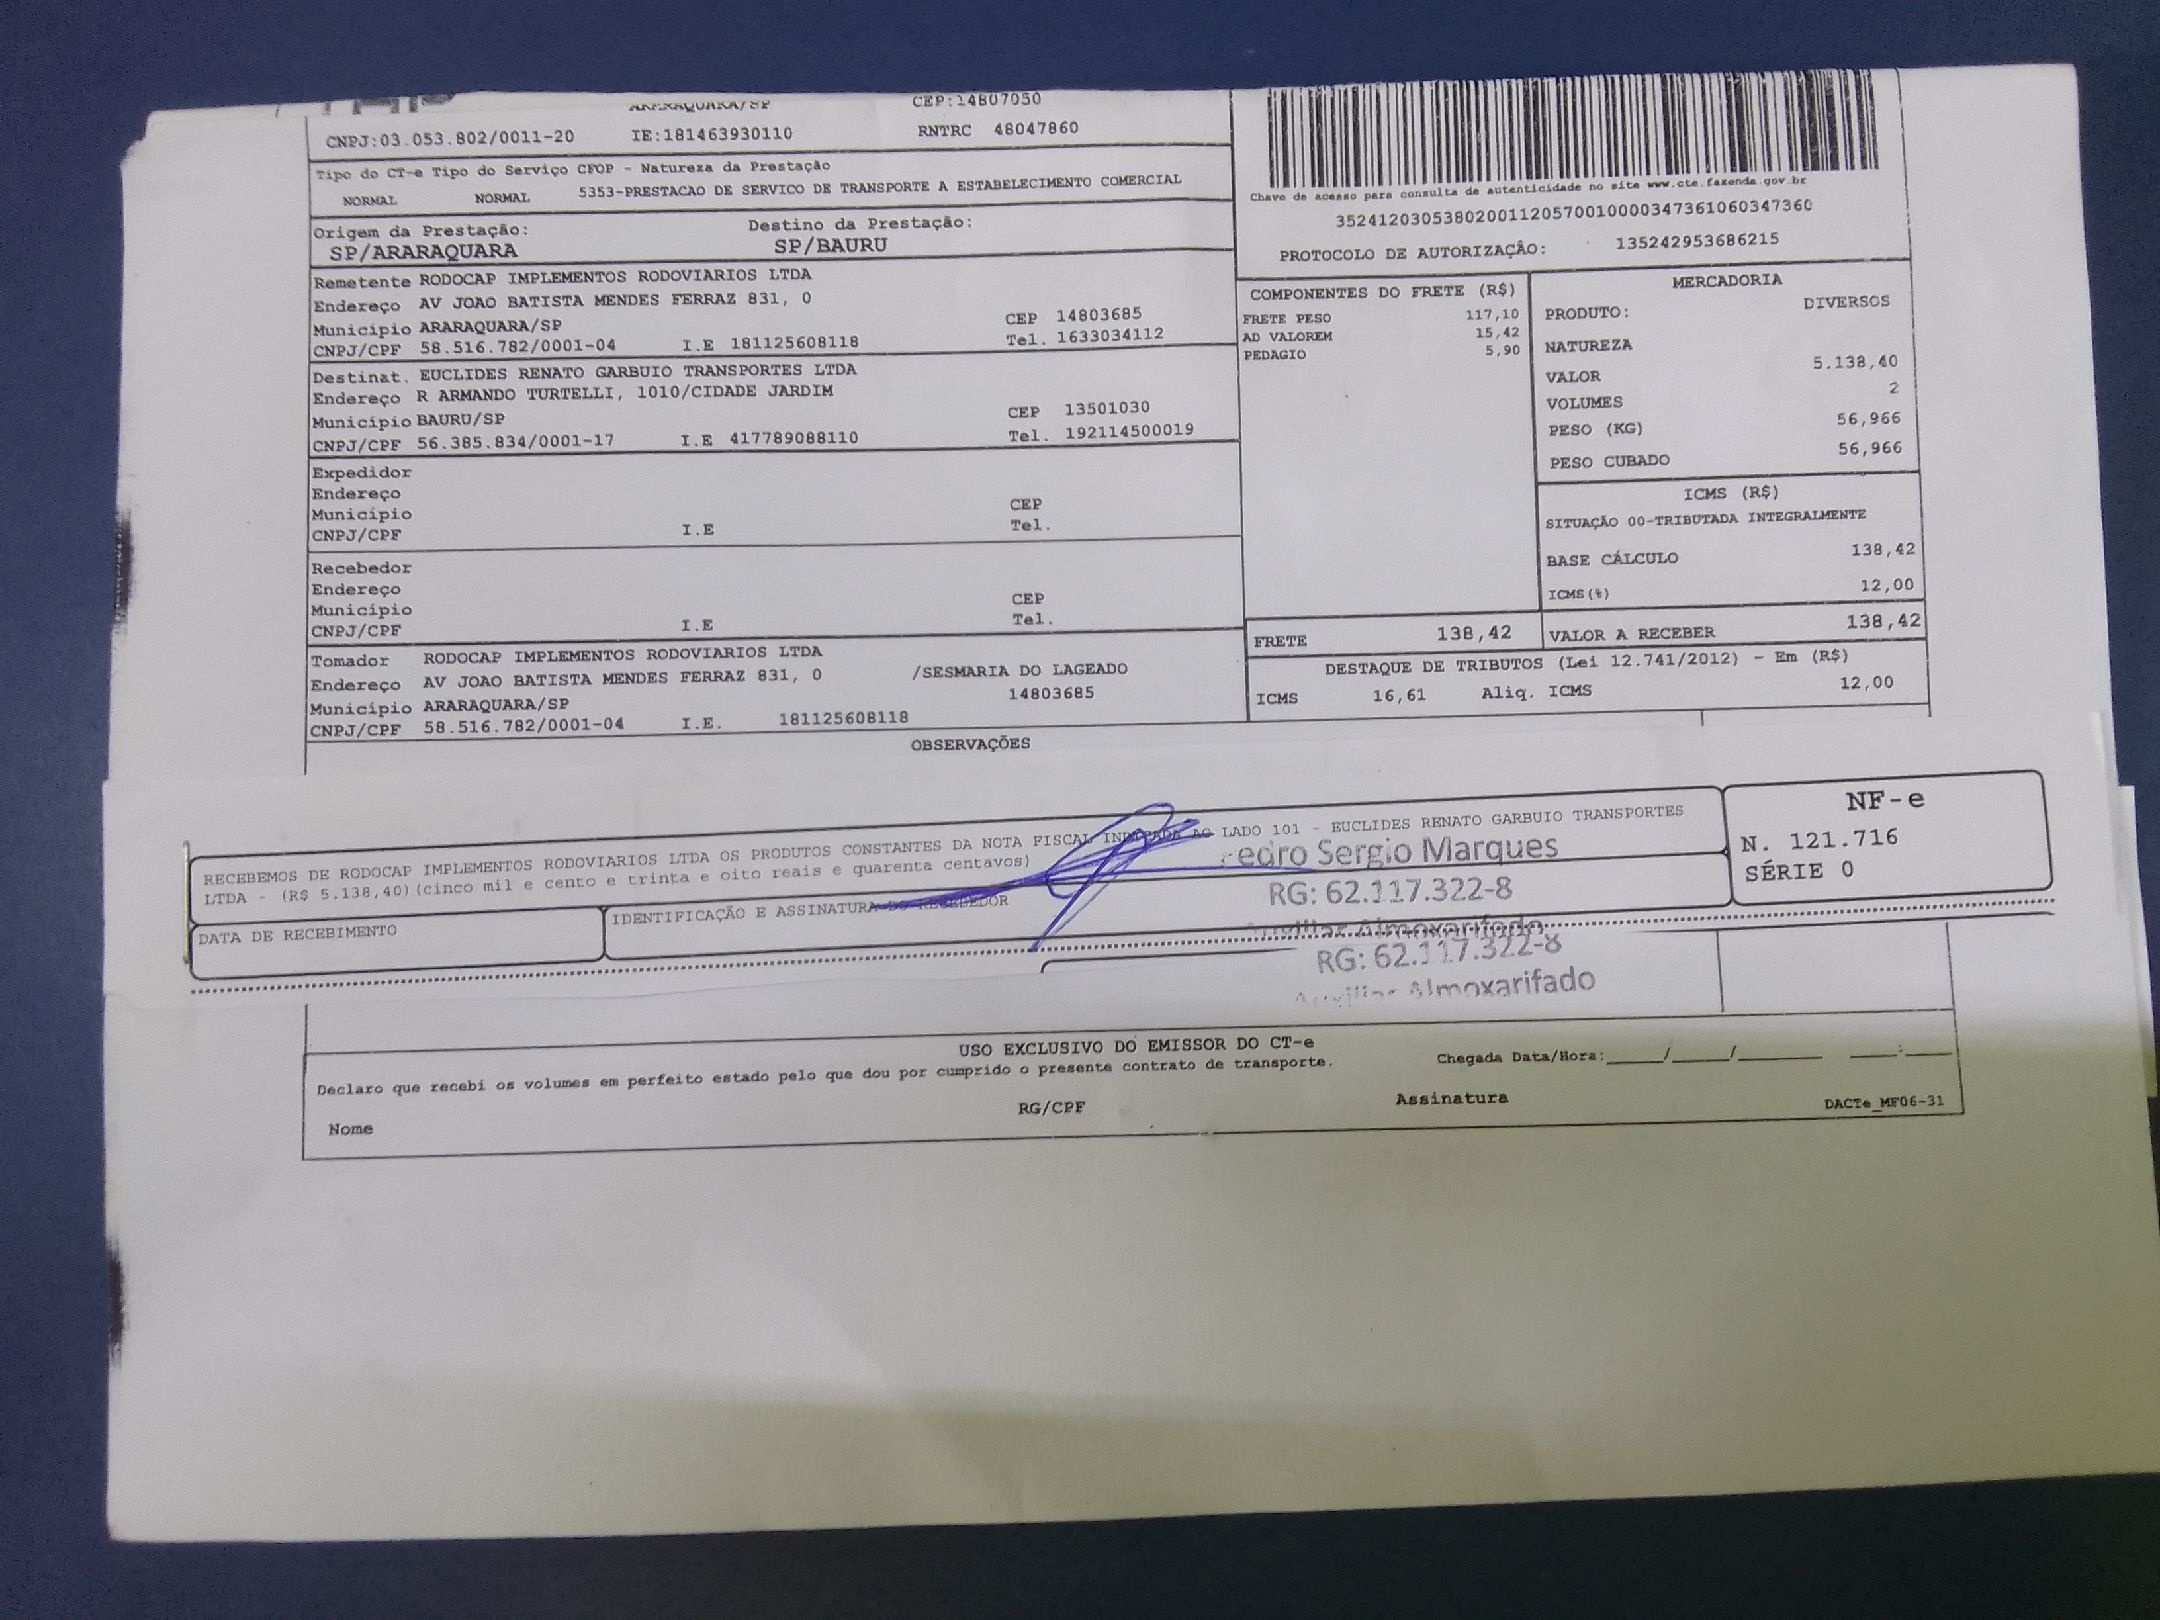 ARARAQUARA/SP CEP:14807050
CNPJ:03.053.802/0011-20 IE:181463930110 RNTRC 48047860
Tipo do CT-e Tipo do Serviço CFOP - Natureza da Prestação
NORMAL NORMAL 5353-PRESTACAO DE SERVICO DE TRANSPORTE A ESTABELECIMENTO COMERCIAL
Origem da Prestação: Destino da Prestação:
SP/ARARAQUARA SP/BAURU
Remetente RODOCAP IMPLEMENTOS RODOVIARIOS LTDA
Endereço AV JOAO BATISTA MENDES FERRAZ 831, 0
Município ARARAQUARA/SP CEP 14803685
CNPJ/CPF 58.516.782/0001-04 I.E 181125608118 Tel. 1633034112
Destinat. EUCLIDES RENATO GARBUIO TRANSPORTES LTDA
Endereço R ARMANDO TURTELLI, 1010/CIDADE JARDIM
Município BAURU/SP CEP 13501030
CNPJ/CPF 56.385.834/0001-17 I.E 417789088110 Tel. 192114500019
Expedidor
Endereço
Município CEP
CNPJ/CPF I.E Tel.
Recebedor
Endereço
Município CEP
CNPJ/CPF I.E Tel.
Tomador RODOCAP IMPLEMENTOS RODOVIARIOS LTDA
Endereço AV JOAO BATISTA MENDES FERRAZ 831, 0 /SESMARIA DO LAGEADO
Município ARARAQUARA/SP 14803685
CNPJ/CPF 58.516.782/0001-04 I.E. 181125608118
Chave de acesso para consulta de autenticidade no site www.cte.fazenda.gov.br
35241203053802001120570010000347361060347360
PROTOCOLO DE AUTORIZAÇÃO: 135242953686215
COMPONENTES DO FRETE (R$)
FRETE PESO 117,10
AD VALOREM 15,42
PEDAGIO 5,90
MERCADORIA
PRODUTO: DIVERSOS
NATUREZA
VALOR 5.138,40
VOLUMES 2
PESO (KG) 56,966
PESO CUBADO 56,966
ICMS (R$)
SITUAÇÃO 00-TRIBUTADA INTEGRALMENTE
BASE CÁLCULO 138,42
ICMS(%) 12,00
FRETE 138,42 VALOR A RECEBER 138,42
DESTAQUE DE TRIBUTOS (Lei 12.741/2012) - Em (R$)
ICMS 16,61 Aliq. ICMS 12,00
OBSERVAÇÕES
RECEBEMOS DE RODOCAP IMPLEMENTOS RODOVIARIOS LTDA OS PRODUTOS CONSTANTES DA NOTA FISCAL INDICADA AO LADO 101 - EUCLIDES RENATO GARBUIO TRANSPORTES
LTDA - (R$ 5.138,40)(cinco mil e cento e trinta e oito reais e quarenta centavos)
DATA DE RECEBIMENTO IDENTIFICAÇÃO E ASSINATURA DO RECEBEDOR
NF-e
N. 121.716
SÉRIE 0
Pedro Sergio Marques
RG: 62.117.322-8
Auxiliar Almoxarifado
RG: 62.117.322-8
Auxiliar Almoxarifado
USO EXCLUSIVO DO EMISSOR DO CT-e
Declaro que recebi os volumes em perfeito estado pelo que dou por cumprido o presente contrato de transporte. Chegada Data/Hora:_____/_____/_______ ___:___
Nome RG/CPF Assinatura DACTe_MF06-31